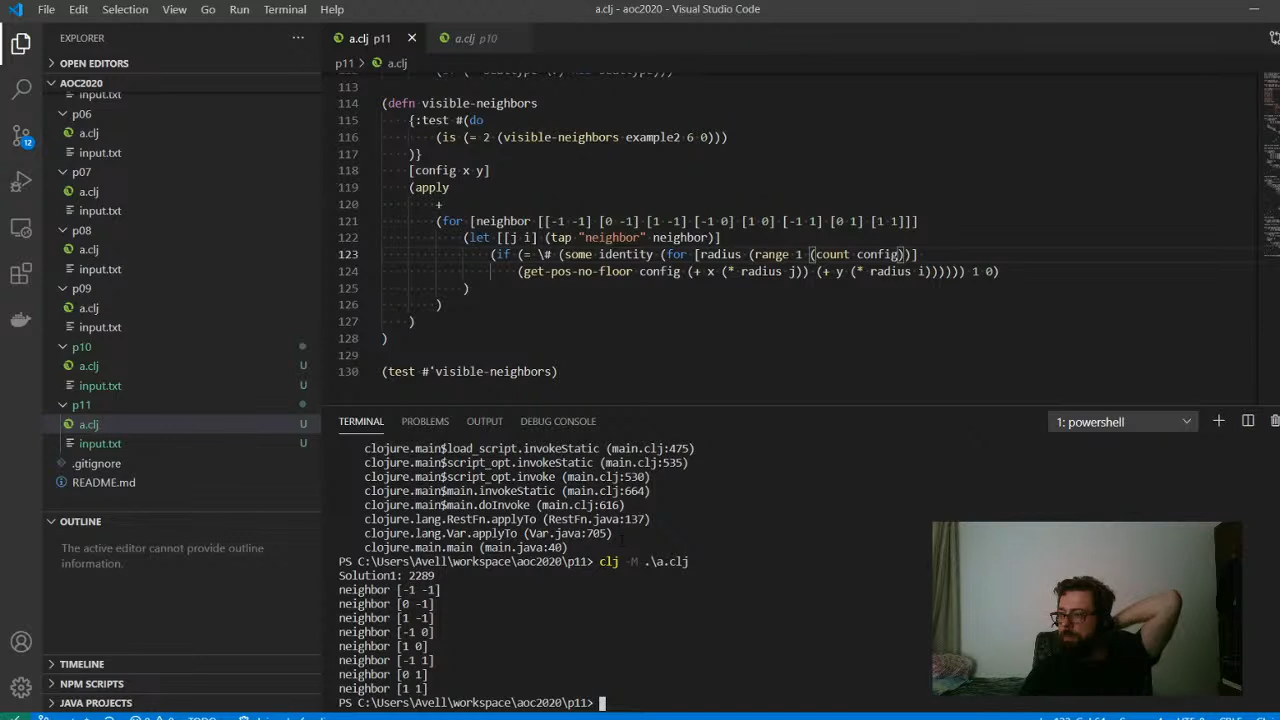 File Edit Selection View Go Run Terminal Help
a.clj - aoc2020 - Visual Studio Code
EXPLORER
OPEN EDITORS
AOC2020
input.txt
p06
a.clj
input.txt
p07
a.clj
input.txt
p08
a.clj
input.txt
p09
a.clj
input.txt
p10
a.clj U
input.txt U
p11
a.clj U
input.txt U
.gitignore
README.md
OUTLINE
The active editor cannot provide outline
information.
TIMELINE
NPM SCRIPTS
JAVA PROJECTS
12
a.clj p11
a.clj p10
p11 > a.clj
113
114 (defn visible-neighbors
115 {:test #(do
116 (is (= 2 (visible-neighbors example2 6 0)))
117 )}
118 [config x y]
119 (apply
120 +
121 (for [neighbor [[-1 -1] [0 -1] [1 -1] [-1 0] [1 0] [-1 1] [0 1] [1 1]]]
122 (let [[j i] (tap "neighbor" neighbor)]
123 (if (= \# (some identity (for [radius (range 1 (count config))]
124 (get-pos-no-floor config (+ x (* radius j)) (+ y (* radius i)))))) 1 0)
125 )
126 )
127 )
128 )
129
130 (test #'visible-neighbors)
TERMINAL PROBLEMS OUTPUT DEBUG CONSOLE
1: powershell
clojure.main$load_script.invokeStatic (main.clj:475)
clojure.main$script_opt.invokeStatic (main.clj:535)
clojure.main$script_opt.invoke (main.clj:530)
clojure.main$main.invokeStatic (main.clj:664)
clojure.main$main.doInvoke (main.clj:616)
clojure.lang.RestFn.applyTo (RestFn.java:137)
clojure.lang.Var.applyTo (Var.java:705)
clojure.main.main (main.java:40)
PS C:\Users\Avell\workspace\aoc2020\p11> clj -M .\a.clj
Solution1: 2289
neighbor [-1 -1]
neighbor [0 -1]
neighbor [1 -1]
neighbor [-1 0]
neighbor [1 0]
neighbor [-1 1]
neighbor [0 1]
neighbor [1 1]
PS C:\Users\Avell\workspace\aoc2020\p11>